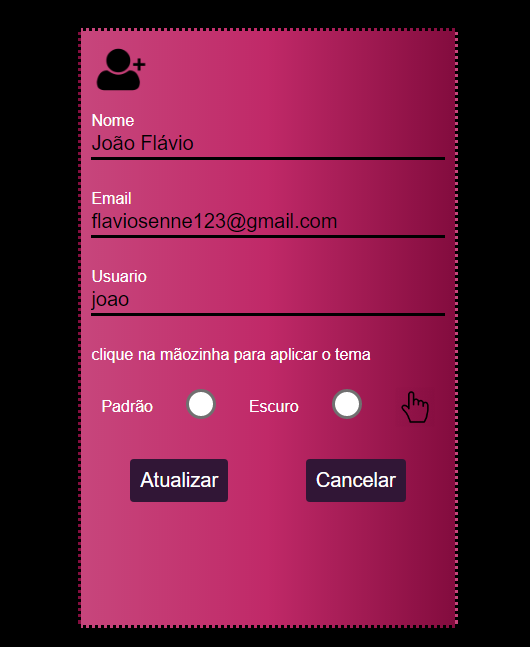 Nome
João Flávio
Email
flaviosenne123@gmail.com
Usuario
joao
clique na mãozinha para aplicar o tema
Padrão Escuro
Atualizar Cancelar